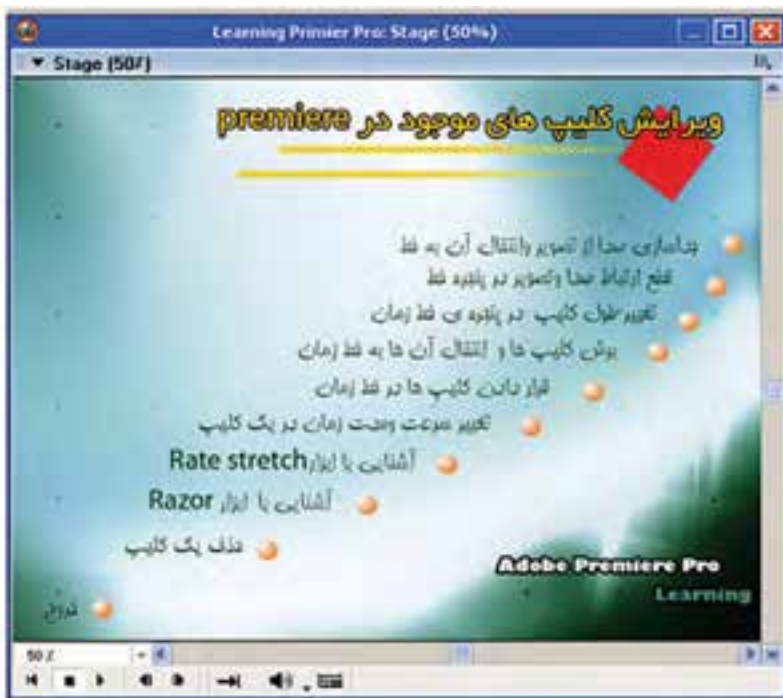 Learning Primier Pro: Stage (50%)
Stage (50%)
ویرایش کلیپ های موجود در premiere
جداسازی صدا از تصویر وانتقال آن به خط
قطع ارتباط صدا وتصویر در پنجره خط
تغییر طول کلیپ در پنجره ی خط زمان
برش کلیپ ها و انتقال آن ها به خط زمان
قرار دادن کلیپ ها در خط زمان
تغییر سرعت ومدت زمان در یک کلیپ
آشنایی با ابزار Rate stretch
آشنایی با ابزار Razor
حذف یک کلیپ
خروج
Adobe Premiere Pro
Learning
50%